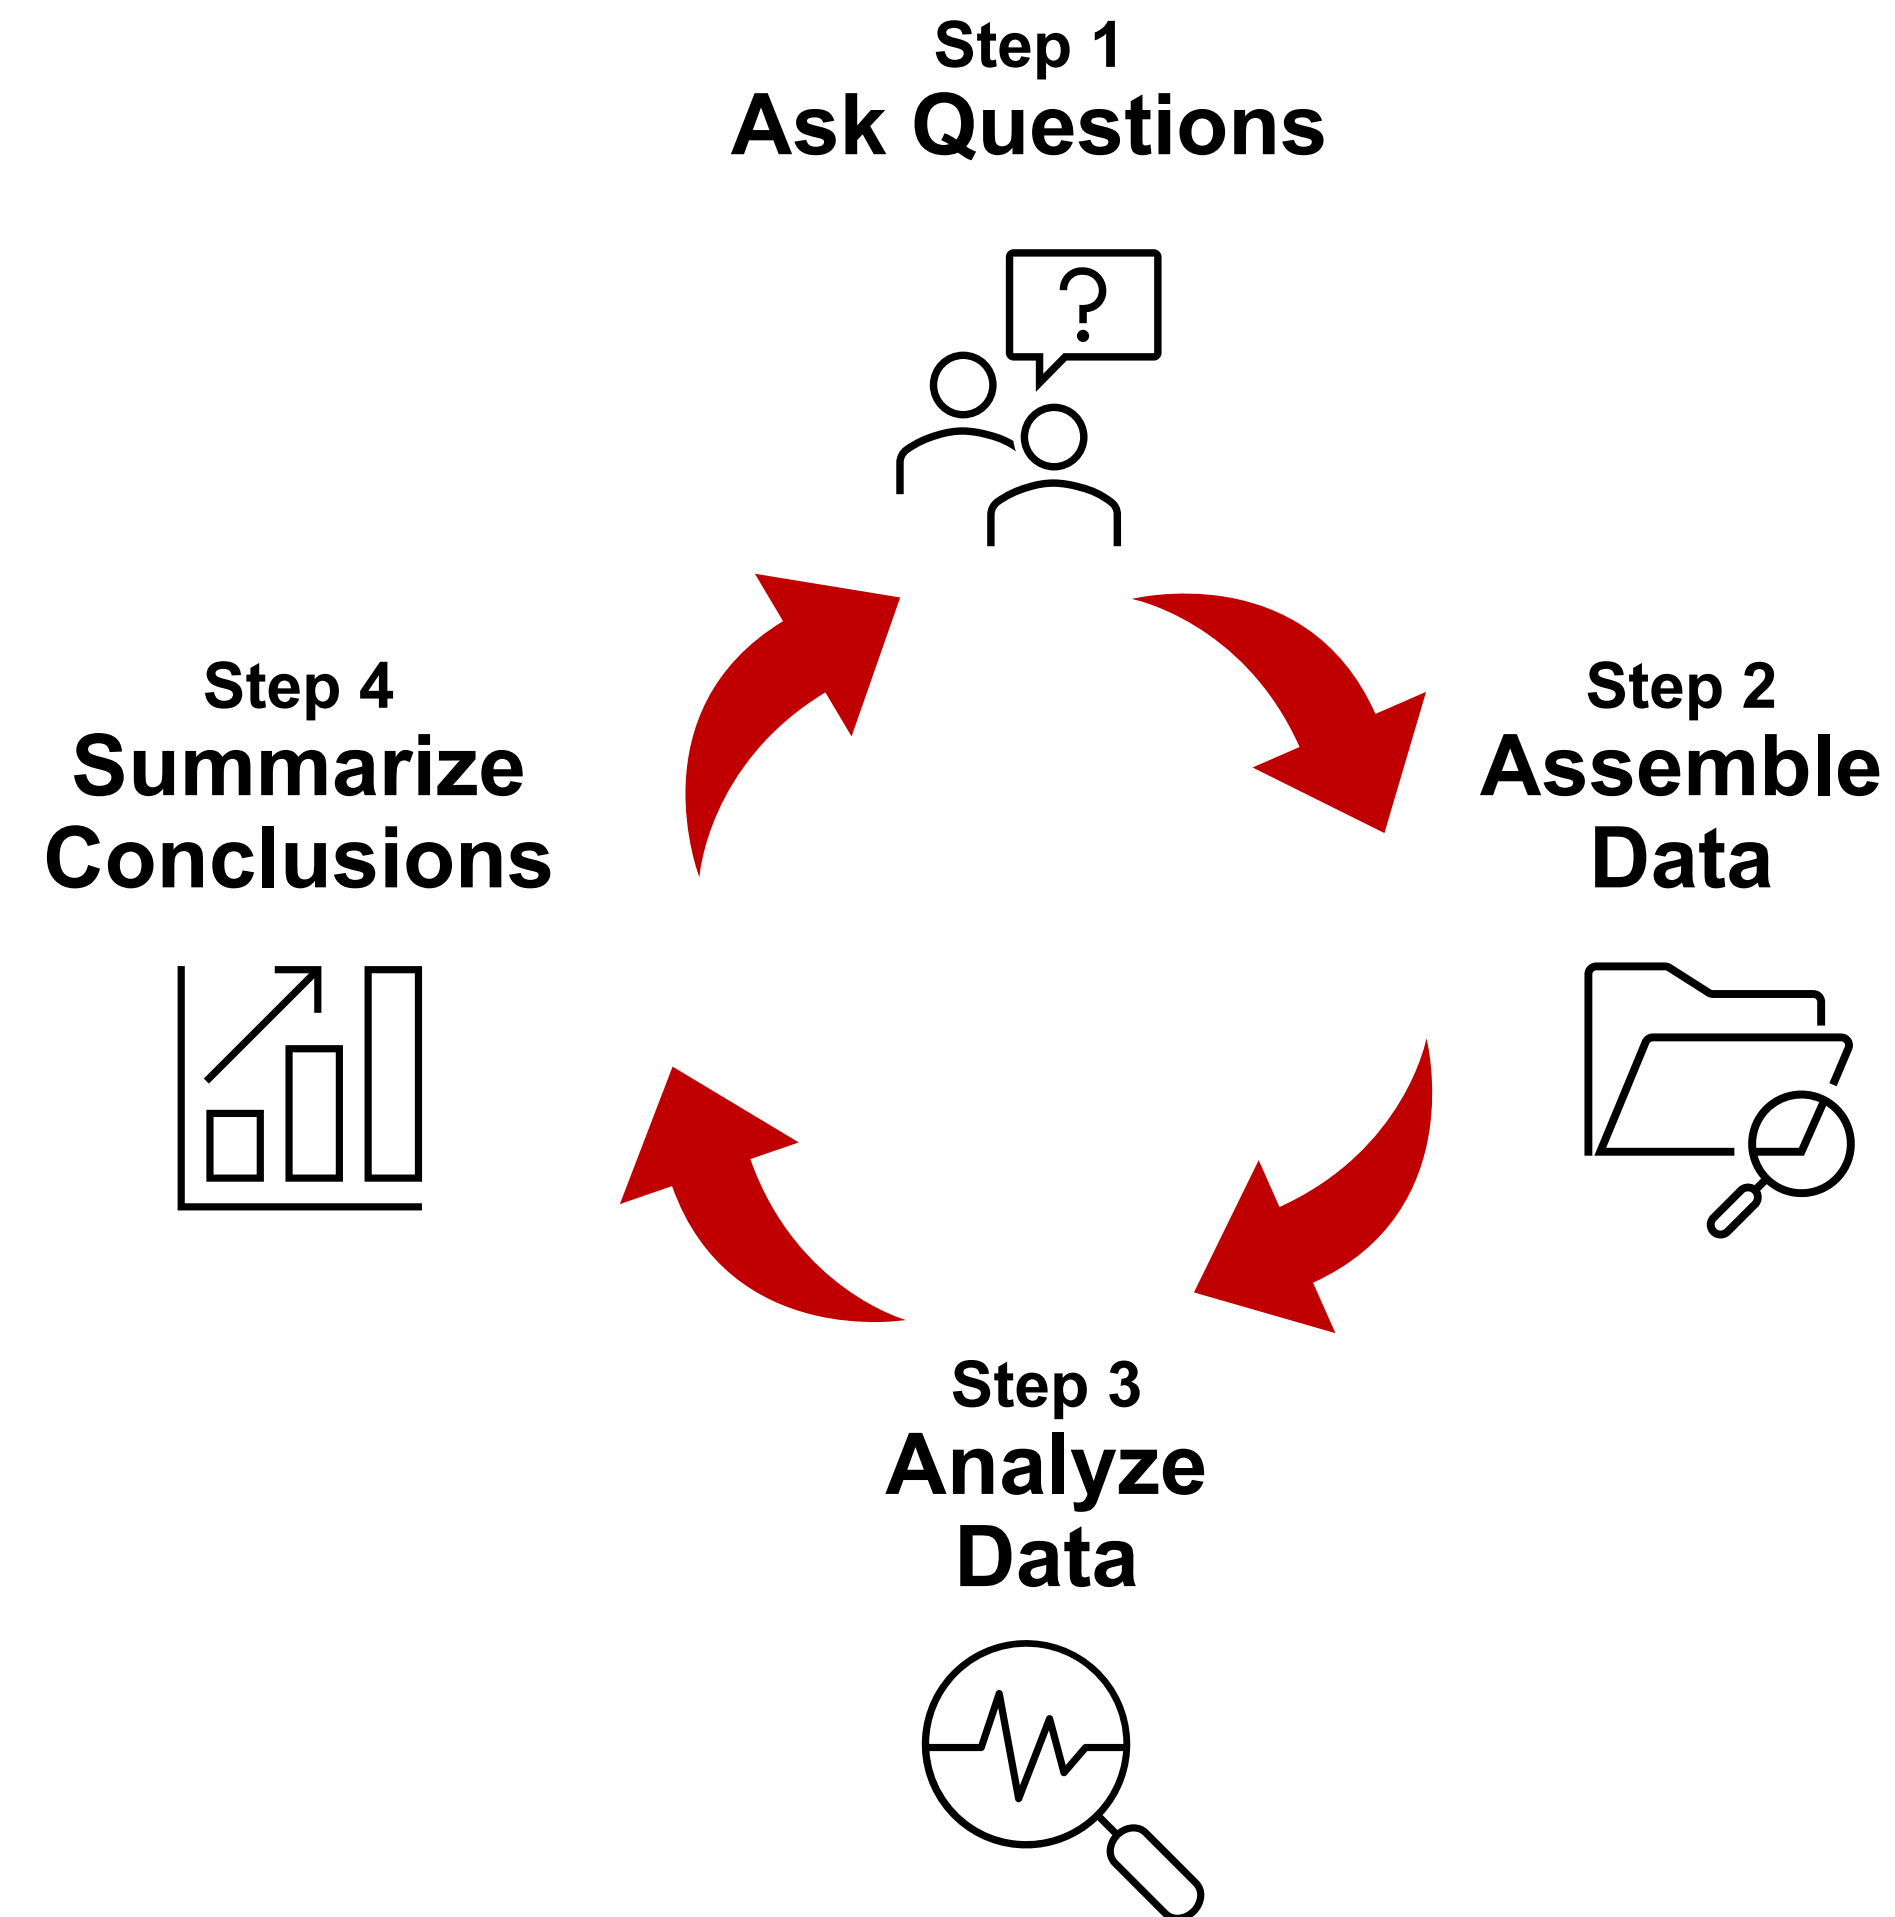 Step 1
Ask Questions
?
Step 2
Assemble
Data
Step 3
Analyze
Data
Step 4
Summarize
Conclusions